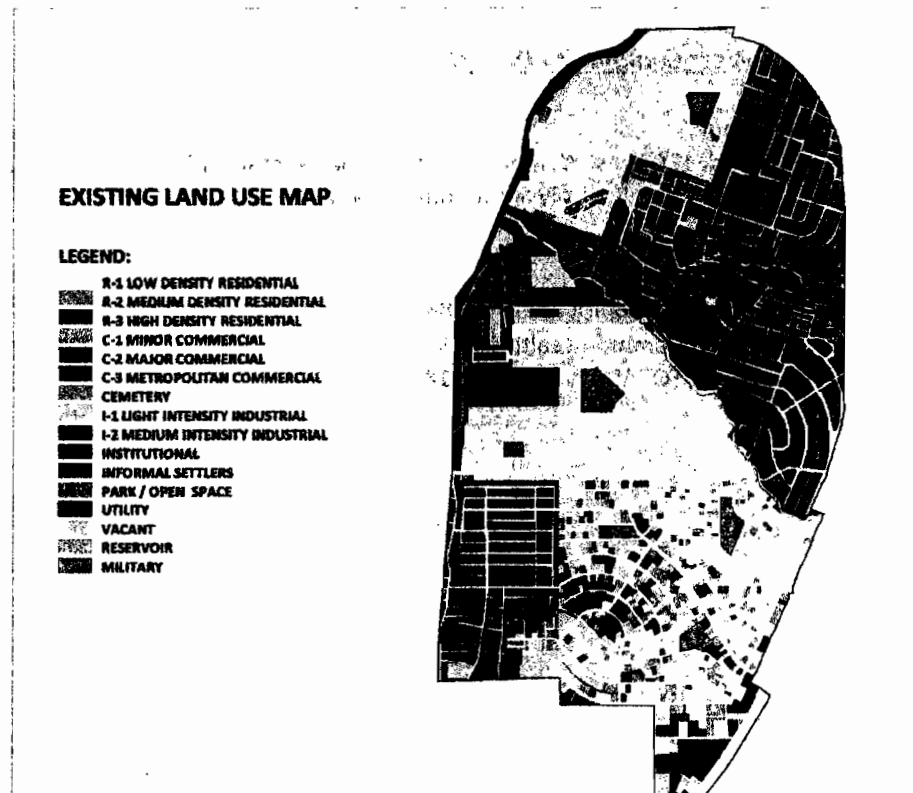 EXISTING LAND USE MAP
LEGEND:
R-1 LOW DENSITY RESIDENTIAL
R-2 MEDIUM DENSITY RESIDENTIAL
R-3 HIGH DENSITY RESIDENTIAL
C-1 MINOR COMMERCIAL
C-2 MAJOR COMMERCIAL
C-3 METROPOLITAN COMMERCIAL
CEMETERY
I-1 LIGHT INTENSITY INDUSTRIAL
I-2 MEDIUM INTENSITY INDUSTRIAL
INSTITUTIONAL
INFORMAL SETTLERS
PARK / OPEN SPACE
UTILITY
VACANT
RESERVOIR
MILITARY